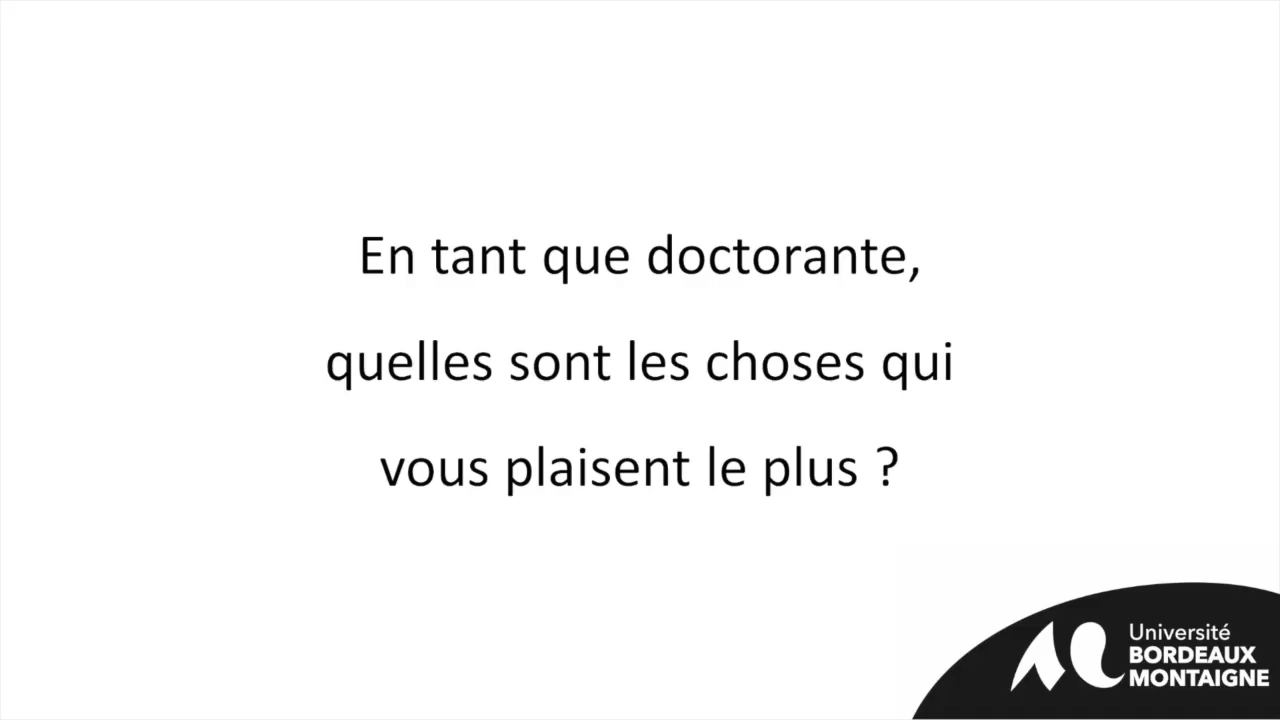 En tant que doctorante,
quelles sont les choses qui
vous plaisent le plus ?
Université
BORDEAUX
MONTAIGNE